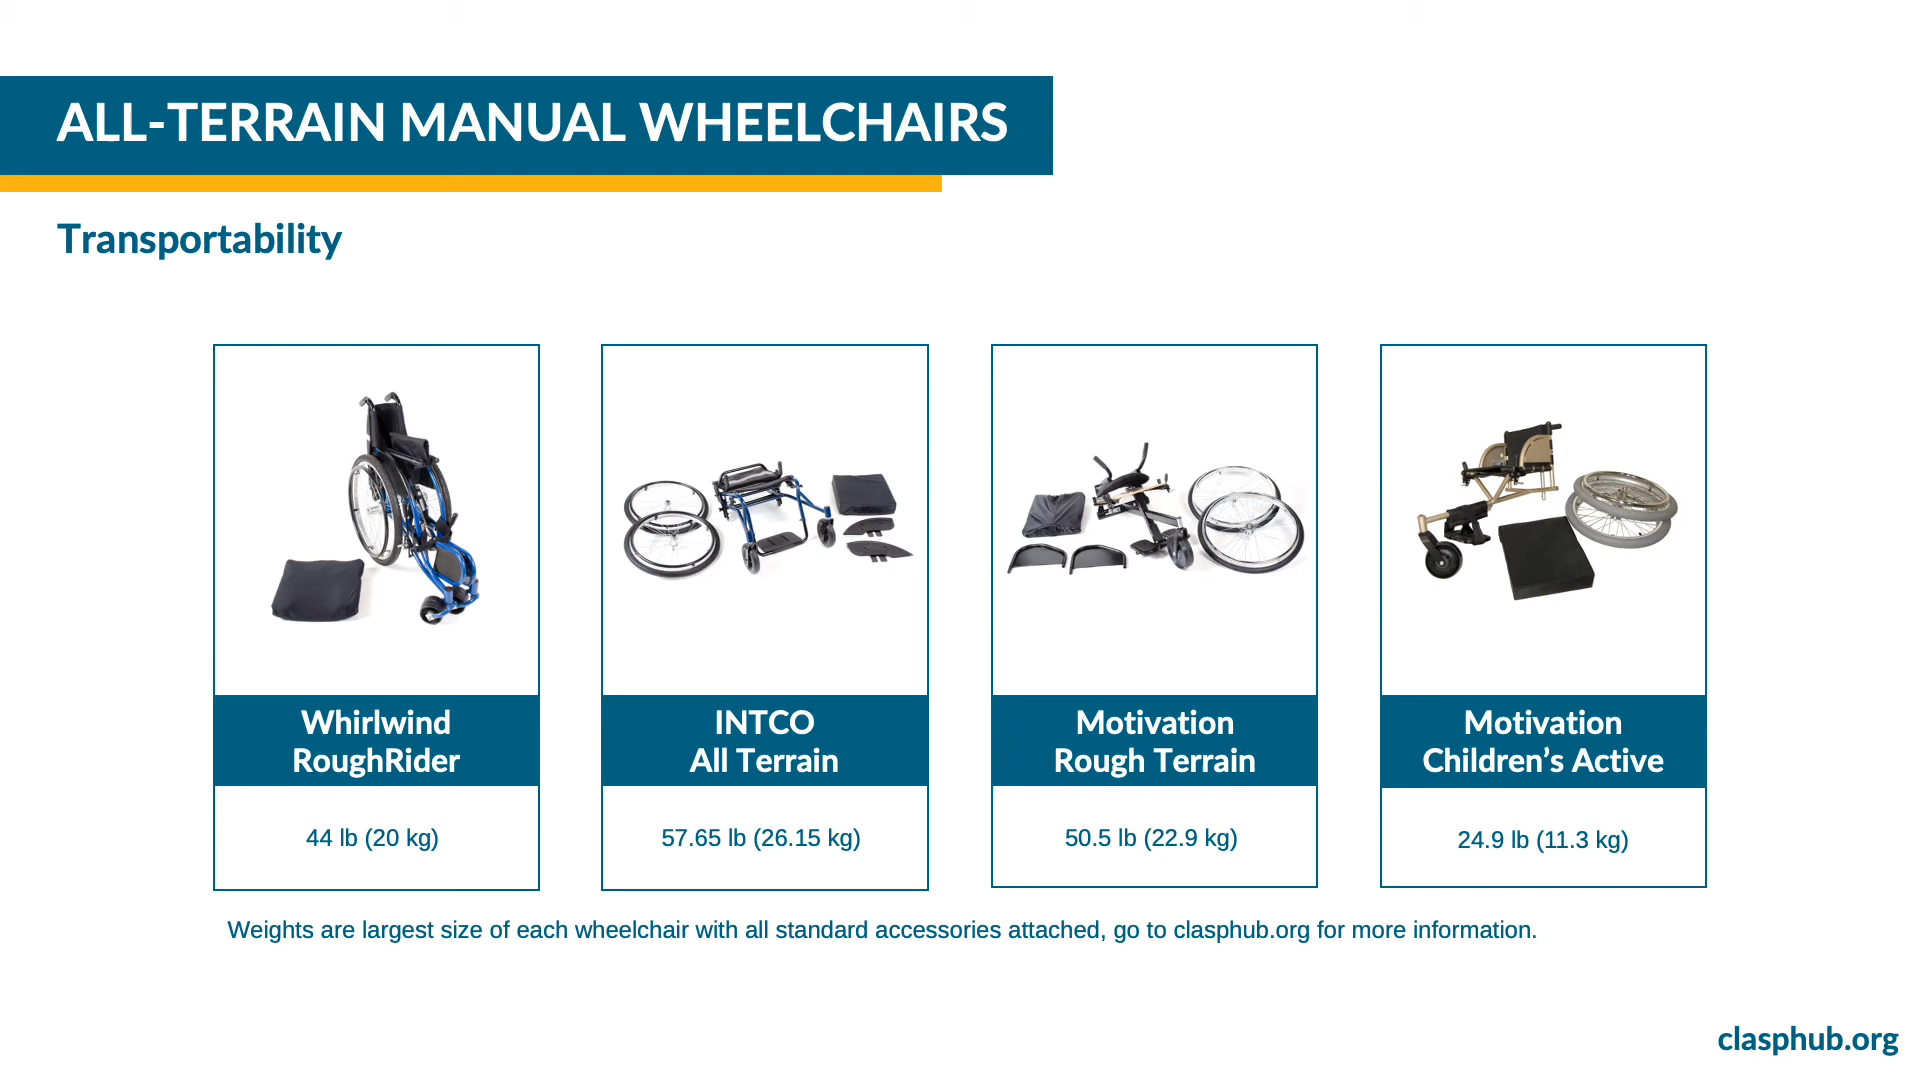 ALL-TERRAIN MANUAL WHEELCHAIRS
Transportability
Whirlwind
RoughRider
44 lb (20 kg)
INTCO
All Terrain
57.65 lb (26.15 kg)
Motivation
Rough Terrain
50.5 lb (22.9 kg)
Motivation
Children’s Active
24.9 lb (11.3 kg)
Weights are largest size of each wheelchair with all standard accessories attached, go to clasphub.org for more information.
clasphub.org